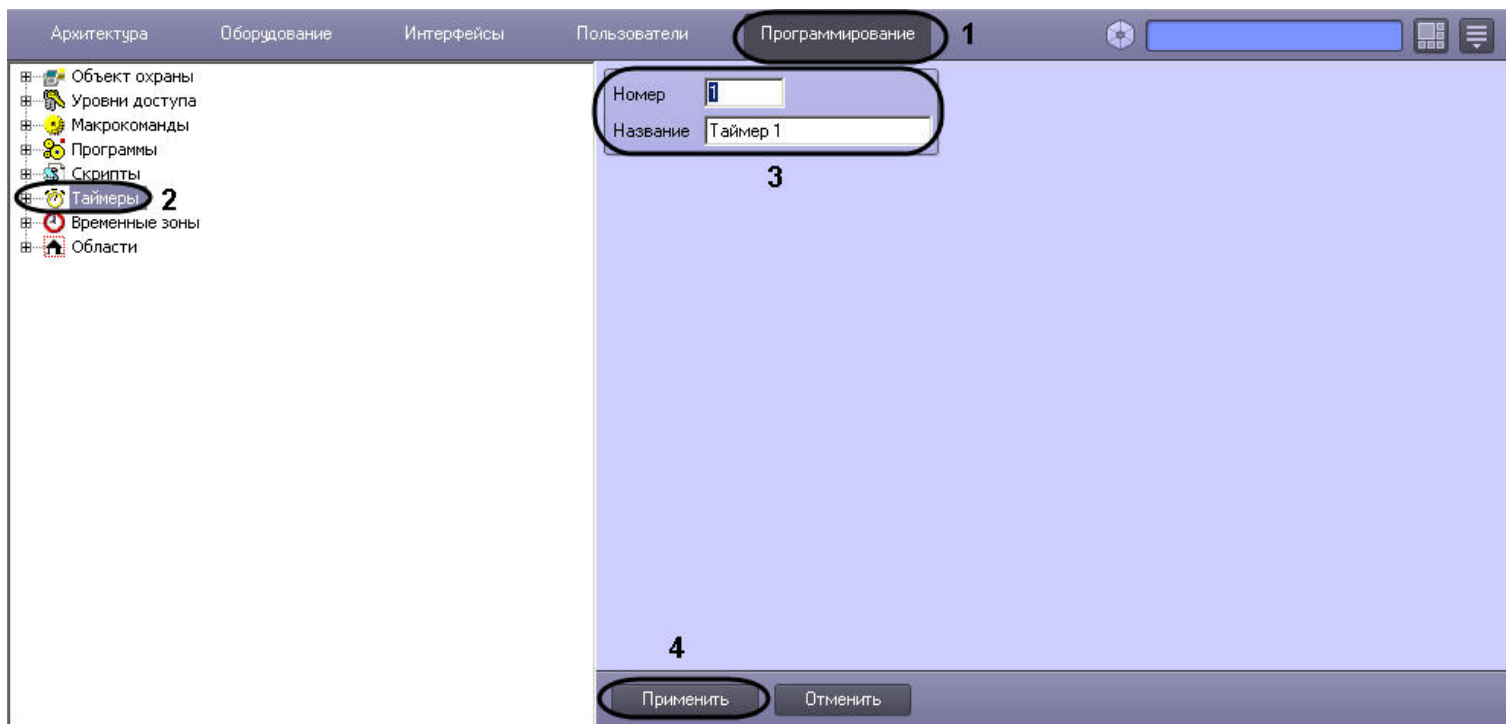 Архитектура Оборудование Интерфейсы Пользователи Программирование 1
Объект охраны
Уровни доступа
Макрокоманды
Программы
Скрипты
Таймеры 2
Временные зоны
Области
Номер 1
Название Таймер 1
3
4
Применить Отменить